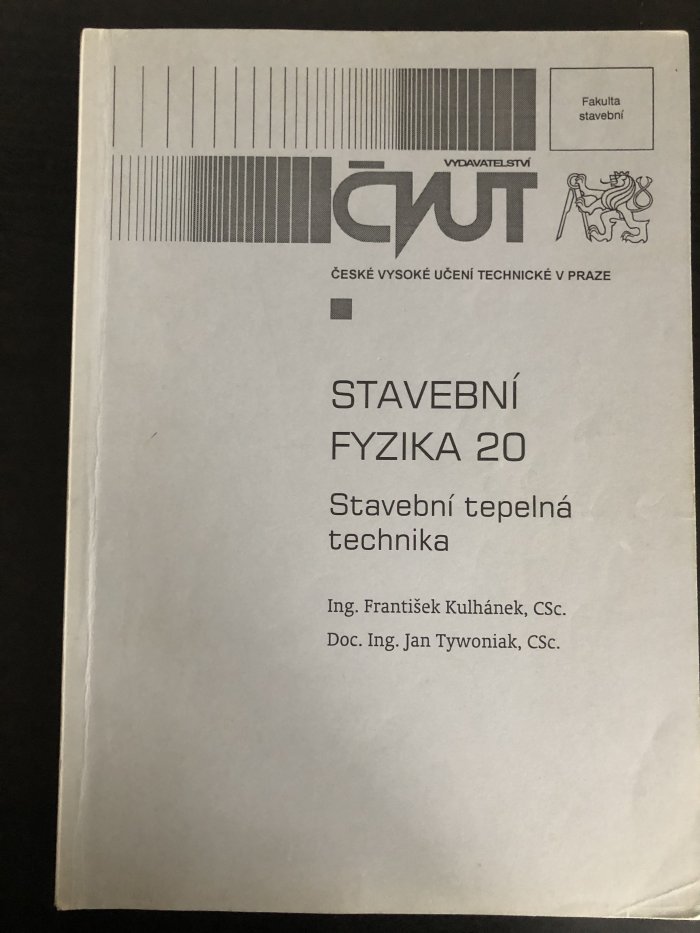 Fakulta
stavební
VYDAVATELSTVÍ
ČVUT
ČESKÉ VYSOKÉ UČENÍ TECHNICKÉ V PRAZE
STAVEBNÍ
FYZIKA 20
Stavební tepelná
technika
Ing. František Kulhánek, CSc.
Doc. Ing. Jan Tywoniak, CSc.